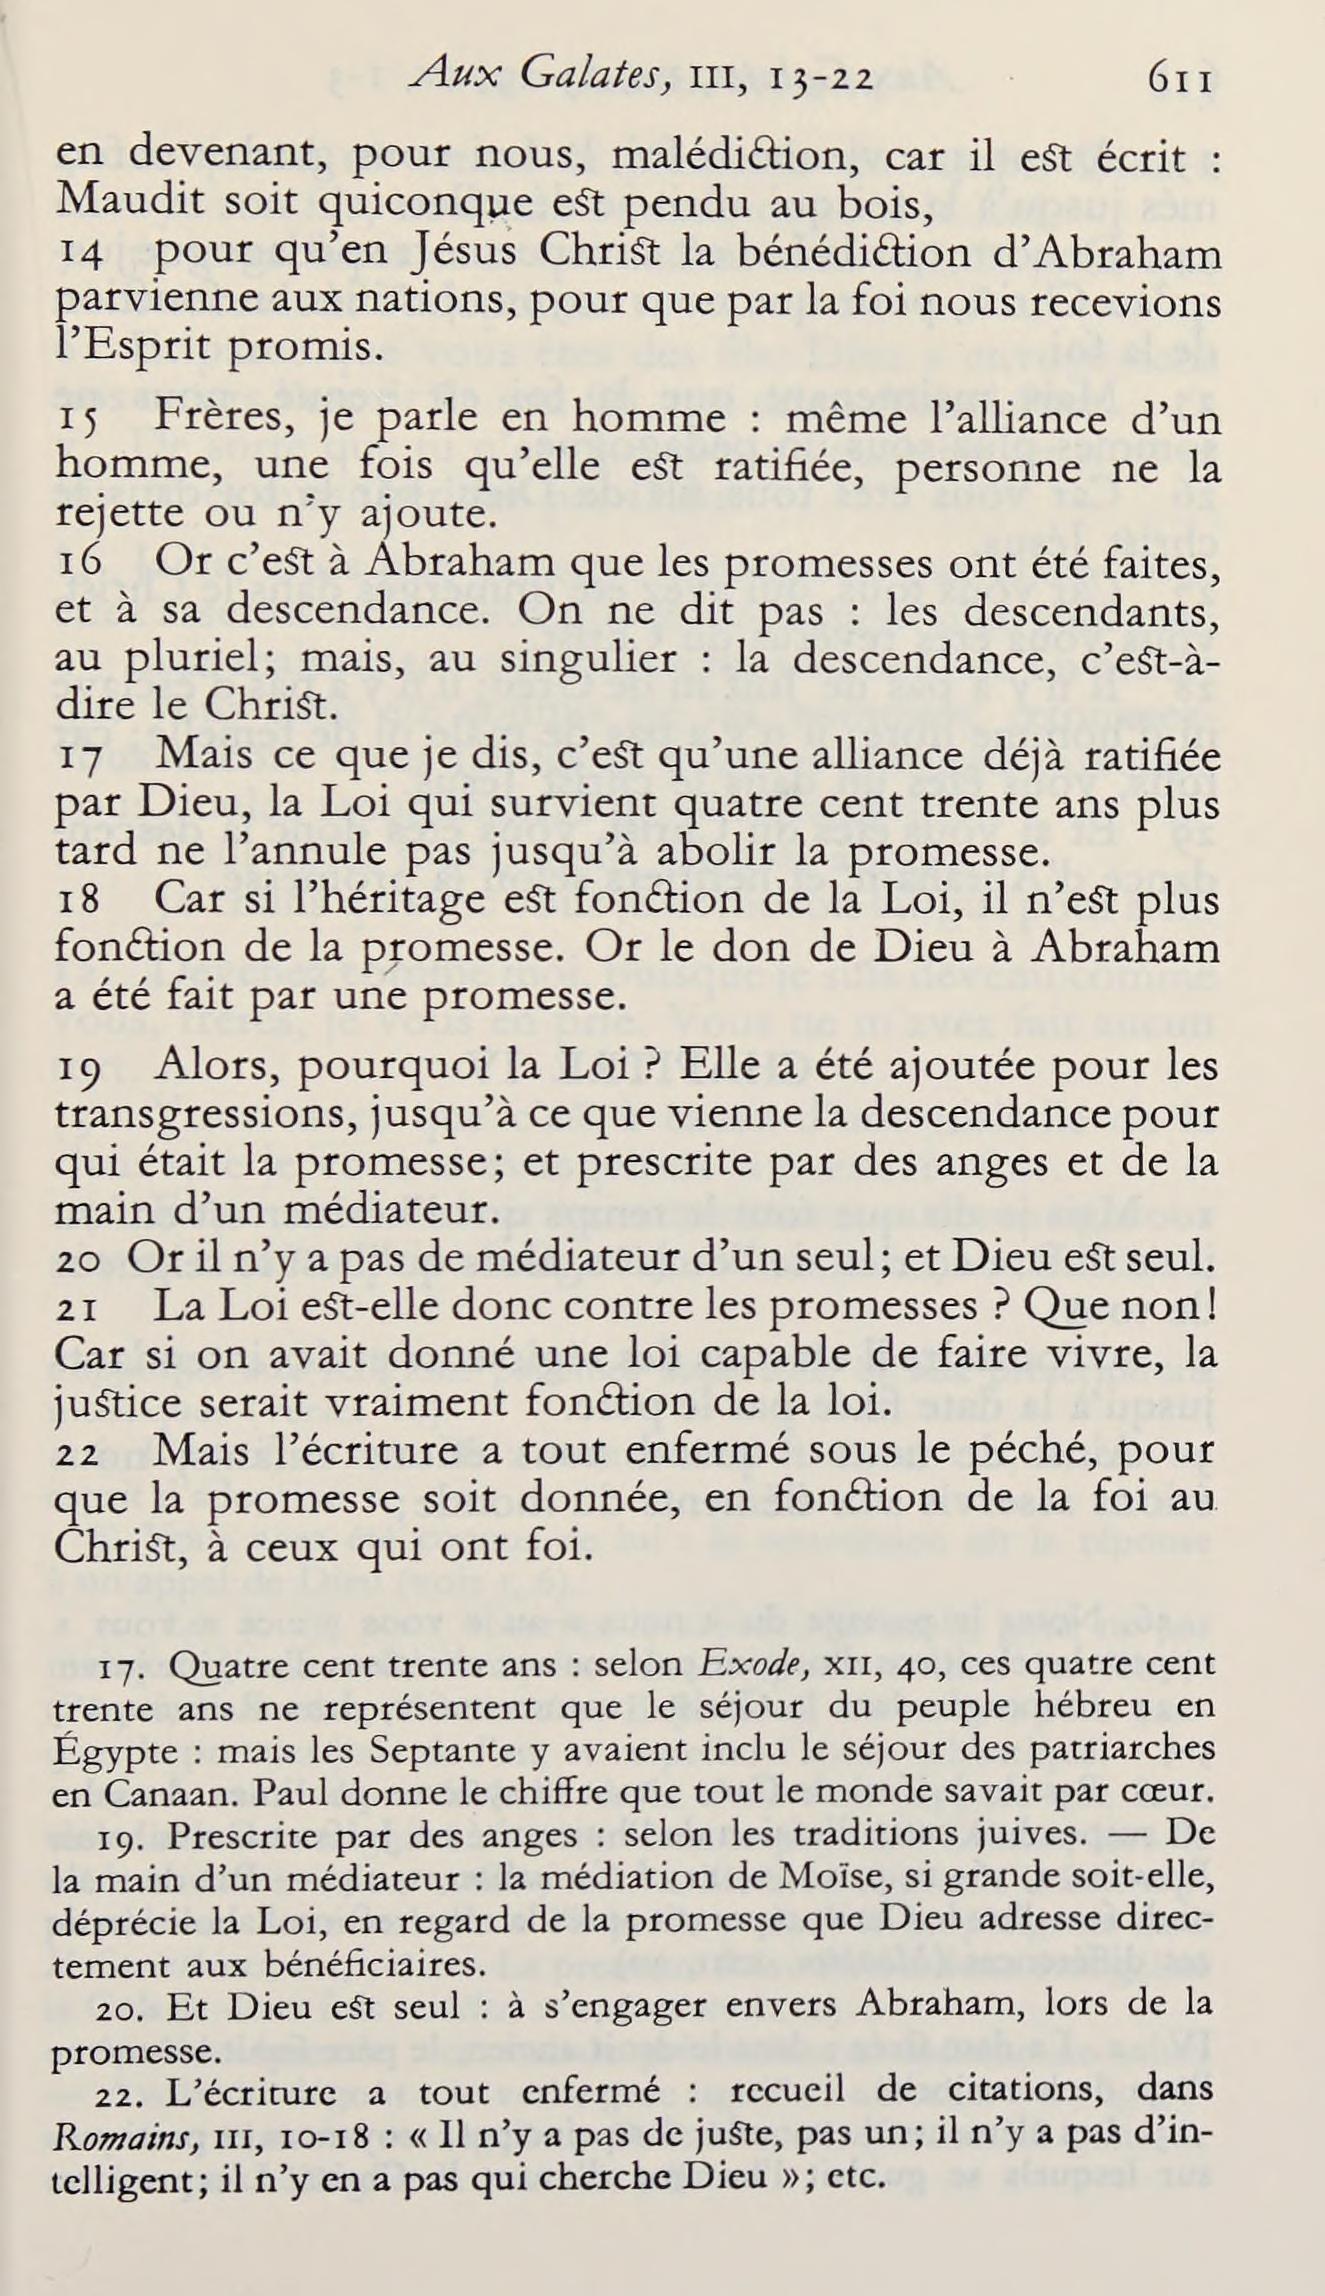 Aux Galates, III, 13-22 611
en devenant, pour nous, malédiction, car il est écrit :
Maudit soit quiconque est pendu au bois,
14 pour qu'en Jésus Christ la bénédiction d'Abraham
parvienne aux nations, pour que par la foi nous recevions
l'Esprit promis.
15 Frères, je parle en homme : même l'alliance d'un
homme, une fois qu'elle est ratifiée, personne ne la
rejette ou n'y ajoute.
16 Or c'est à Abraham que les promesses ont été faites,
et à sa descendance. On ne dit pas : les descendants,
au pluriel; mais, au singulier : la descendance, c'est-à-
dire le Christ.
17 Mais ce que je dis, c'est qu'une alliance déjà ratifiée
par Dieu, la Loi qui survient quatre cent trente ans plus
tard ne l'annule pas jusqu'à abolir la promesse.
18 Car si l'héritage est fonction de la Loi, il n'est plus
fonction de la promesse. Or le don de Dieu à Abraham
a été fait par une promesse.
19 Alors, pourquoi la Loi ? Elle a été ajoutée pour les
transgressions, jusqu'à ce que vienne la descendance pour
qui était la promesse; et prescrite par des anges et de la
main d'un médiateur.
20 Or il n'y a pas de médiateur d'un seul; et Dieu est seul.
21 La Loi est-elle donc contre les promesses ? Que non!
Car si on avait donné une loi capable de faire vivre, la
justice serait vraiment fonction de la loi.
22 Mais l'écriture a tout enfermé sous le péché, pour
que la promesse soit donnée, en fonction de la foi au
Christ, à ceux qui ont foi.
17. Quatre cent trente ans : selon Exode, XII, 40, ces quatre cent
trente ans ne représentent que le séjour du peuple hébreu en
Égypte : mais les Septante y avaient inclu le séjour des patriarches
en Canaan. Paul donne le chiffre que tout le monde savait par cœur.
19. Prescrite par des anges : selon les traditions juives. — De
la main d'un médiateur : la médiation de Moïse, si grande soit-elle,
déprécie la Loi, en regard de la promesse que Dieu adresse direc-
tement aux bénéficiaires.
20. Et Dieu est seul : à s'engager envers Abraham, lors de la
promesse.
22. L'écriture a tout enfermé : recueil de citations, dans
Romains, III, 10-18 : « Il n'y a pas de juste, pas un; il n'y a pas d'in-
telligent; il n'y en a pas qui cherche Dieu »; etc.